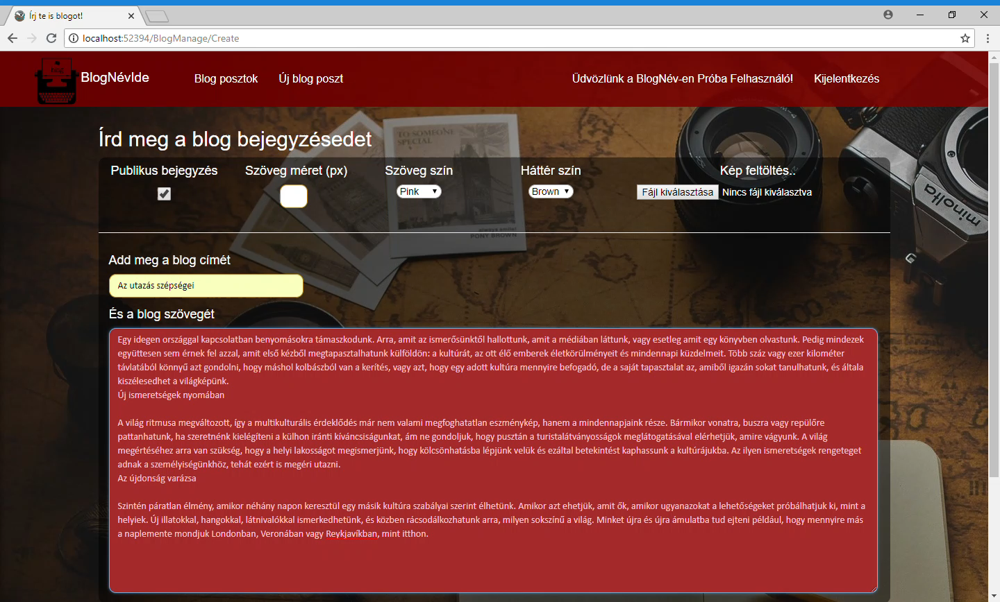 Írj te is blogot!
localhost:52394/BlogManage/Create
blog
BlogNévIde
Blog posztok
Új blog poszt
Üdvözlünk a BlogNév-en Próba Felhasználó!
Kijelentkezés
Írd meg a blog bejegyzésedet
TO SOMEONE
SPECIAL
Publikus bejegyzés
Szöveg méret (px)
Szöveg szín
Háttér szín
Kép feltöltés..
Pink
Brown
Fájl kiválasztása
Nincs fájl kiválasztva
minolta
always smile!
PONY BROWN
Add meg a blog címét
Az utazás szépségei
És a blog szövegét
Egy idegen országgal kapcsolatban benyomásokra támaszkodunk. Arra, amit az ismerősünktől hallottunk, amit a médiában láttunk, vagy esetleg amit egy könyvben olvastunk. Pedig mindezek
együttesen sem érnek fel azzal, amit első kézből megtapasztalhatunk külföldön: a kultúrát, az ott élő emberek életkörülményeit és mindennapi küzdelmeit. Több száz vagy ezer kilométer
távlatából könnyű azt gondolni, hogy máshol kolbászból van a kerítés, vagy azt, hogy egy adott kultúra mennyire befogadó, de a saját tapasztalat az, amiből igazán sokat tanulhatunk, és általa
kiszélesedhet a világképünk.
Új ismeretségek nyomában
A világ ritmusa megváltozott, így a multikulturális érdeklődés már nem valami megfoghatatlan eszménykép, hanem a mindennapjaink része. Bármikor vonatra, buszra vagy repülőre
pattanhatunk, ha szeretnénk kielégíteni a külhon iránti kíváncsiságunkat, ám ne gondoljuk, hogy pusztán a turistalátványosságok meglátogatásával elérhetjük, amire vágyunk. A világ
megértéséhez arra van szükség, hogy a helyi lakosságot megismerjünk, hogy kölcsönhatásba lépjünk velük és ezáltal betekintést kaphassunk a kultúrájukba. Az ilyen ismeretségek rengeteget
adnak a személyiségünkhöz, tehát ezért is megéri utazni.
Az újdonság varázsa
Szintén páratlan élmény, amikor néhány napon keresztül egy másik kultúra szabályai szerint élhetünk. Amikor azt ehetjük, amit ők, amikor ugyanazokat a lehetőségeket próbálhatjuk ki, mint a
helyiek. Új illatokkal, hangokkal, látnivalókkal ismerkedhetünk, és közben rácsodálkozhatunk arra, milyen sokszínű a világ. Minket újra és újra ámulatba tud ejteni például, hogy mennyire más
a naplemente mondjuk Londonban, Veronában vagy Reykjavíkban, mint itthon.